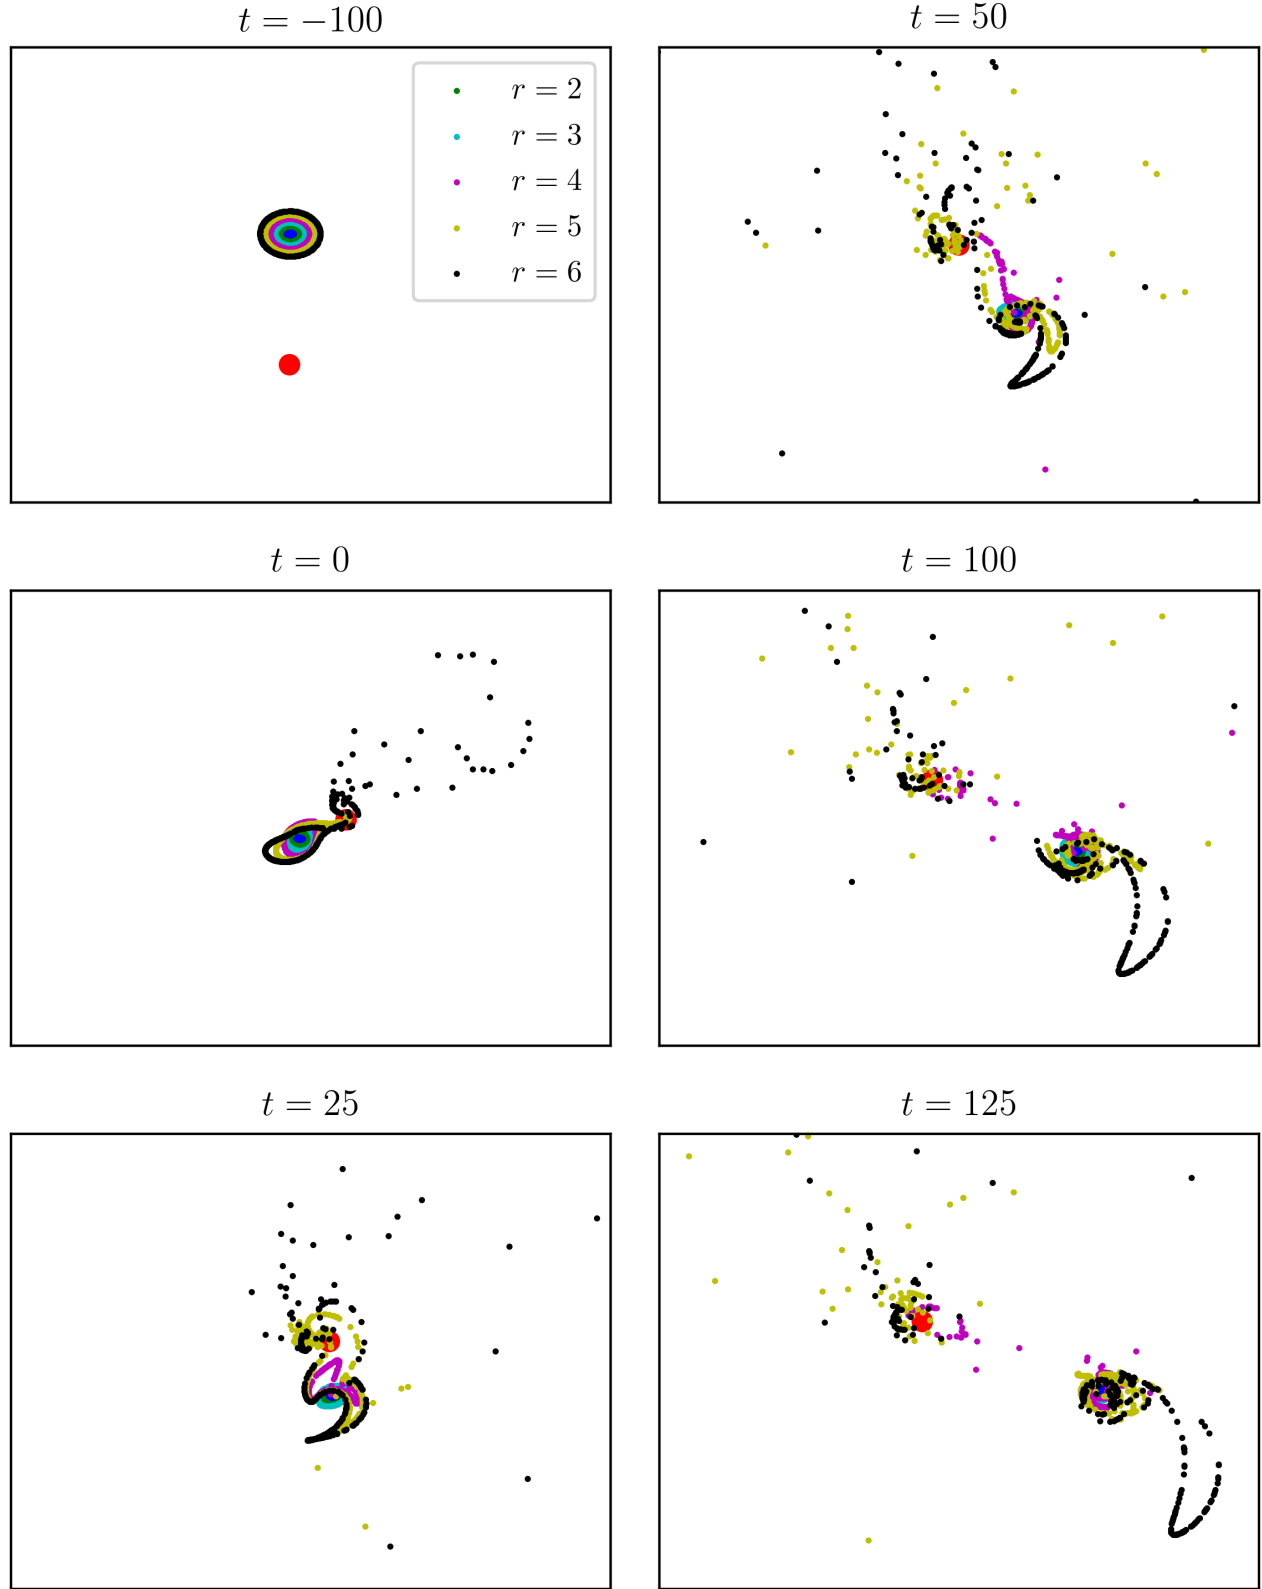 t = −100
r = 2
r = 3
r = 4
r = 5
r = 6
t = 50
t = 0
t = 100
t = 25
t = 125